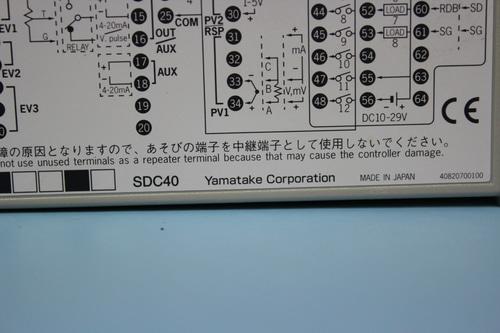 EV1
T
G
RELAY
4-20mA
V. pulse
15
16
OUT
AUX
25
COM
PV2
RSP
30
1-5V
31
32
33
34
PV1
C
B
A
mA
V,mV
44
45
46
47
48
8
9
10
11
12
52
53
54
55
56
LOAD
7
LOAD
8
DC10-29V
60
61
62
63
64
RDB
SD
SG
SG
EV2
EV3
17
18
19
20
AUX
4-20mA
障の原因となりますので、あそびの端子を中継端子として使用しないでください。
not use unused terminals as a repeater terminal because that may cause the controller damage.
CE
SDC40 Yamatake Corporation MADE IN JAPAN 40820700100